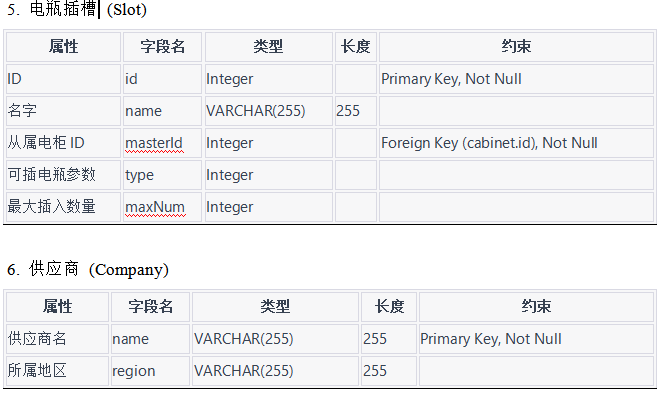 5. 电瓶插槽 (Slot)
属性 字段名 类型 长度 约束
ID id Integer Primary Key, Not Null
名字 name VARCHAR(255) 255
从属电柜 ID masterId Integer Foreign Key (cabinet.id), Not Null
可插电瓶参数 type Integer
最大插入数量 maxNum Integer
6. 供应商 (Company)
属性 字段名 类型 长度 约束
供应商名 name VARCHAR(255) 255 Primary Key, Not Null
所属地区 region VARCHAR(255) 255